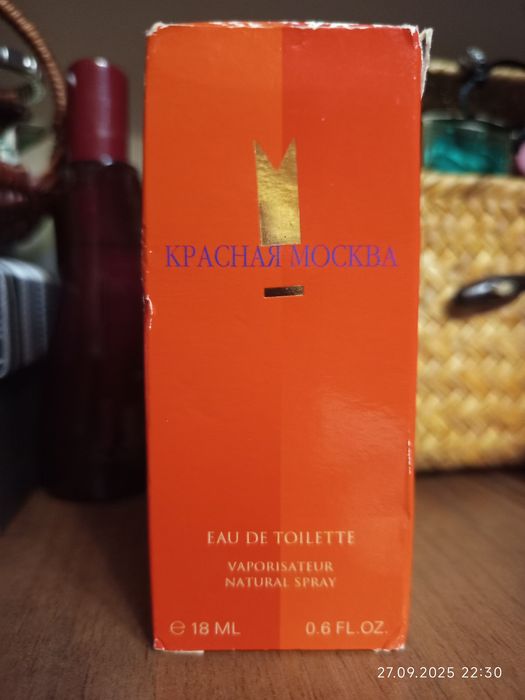 КРАСНАЯ МОСКВА
EAU DE TOILETTE
VAPORISATEUR
NATURAL SPRAY
℮ 18 ML 0.6 FL.OZ.
27.09.2025 22:30